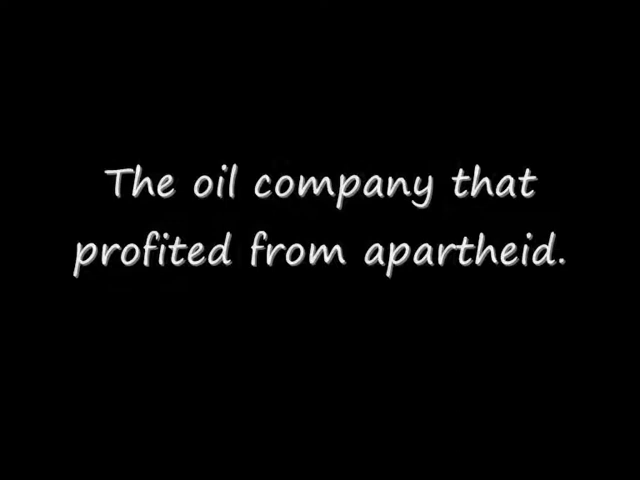 The oil company that
profited from apartheid.